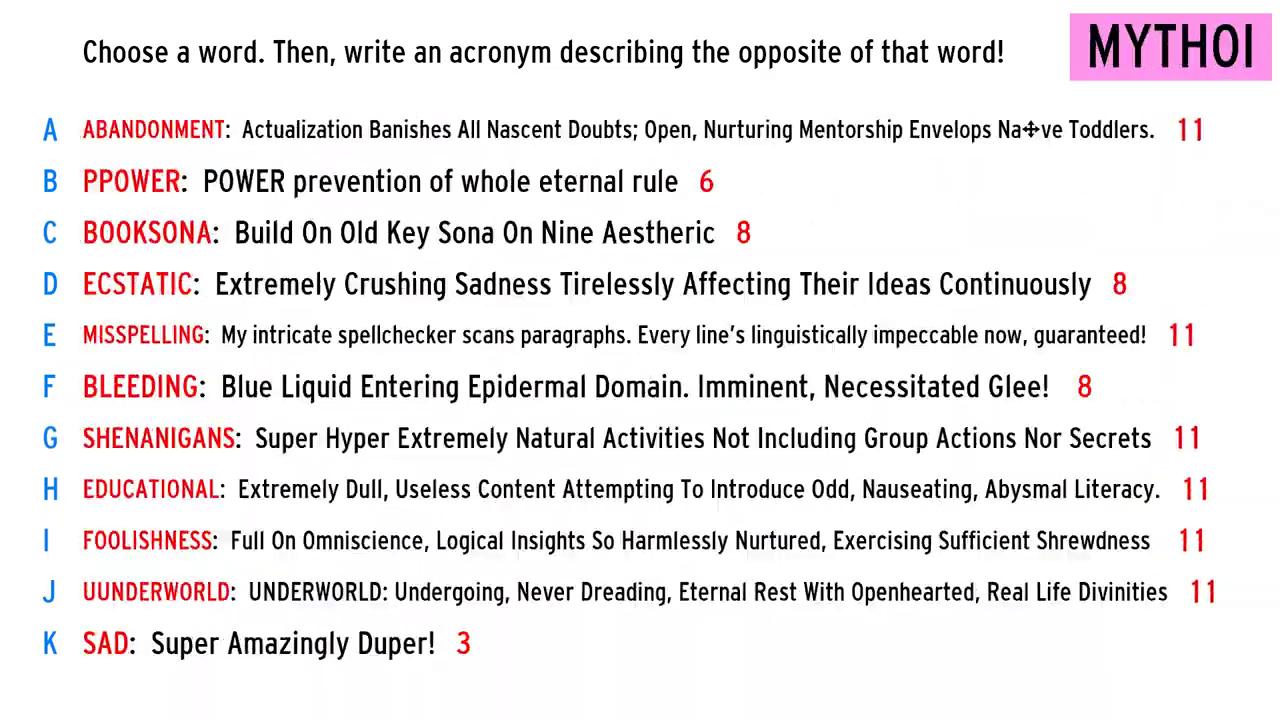 Choose a word. Then, write an acronym describing the opposite of that word!
MYTHOI
A ABANDONMENT: Actualization Banishes All Nascent Doubts; Open, Nurturing Mentorship Envelops Na✣ve Toddlers. 11
B PPOWER: POWER prevention of whole eternal rule 6
C BOOKSONA: Build On Old Key Sona On Nine Aestheric 8
D ECSTATIC: Extremely Crushing Sadness Tirelessly Affecting Their Ideas Continuously 8
E MISSPELLING: My intricate spellchecker scans paragraphs. Every line's linguistically impeccable now, guaranteed! 11
F BLEEDING: Blue Liquid Entering Epidermal Domain. Imminent, Necessitated Glee! 8
G SHENANIGANS: Super Hyper Extremely Natural Activities Not Including Group Actions Nor Secrets 11
H EDUCATIONAL: Extremely Dull, Useless Content Attempting To Introduce Odd, Nauseating, Abysmal Literacy. 11
I FOOLISHNESS: Full On Omniscience, Logical Insights So Harmlessly Nurtured, Exercising Sufficient Shrewdness 11
J UUNDERWORLD: UNDERWORLD: Undergoing, Never Dreading, Eternal Rest With Openhearted, Real Life Divinities 11
K SAD: Super Amazingly Duper! 3